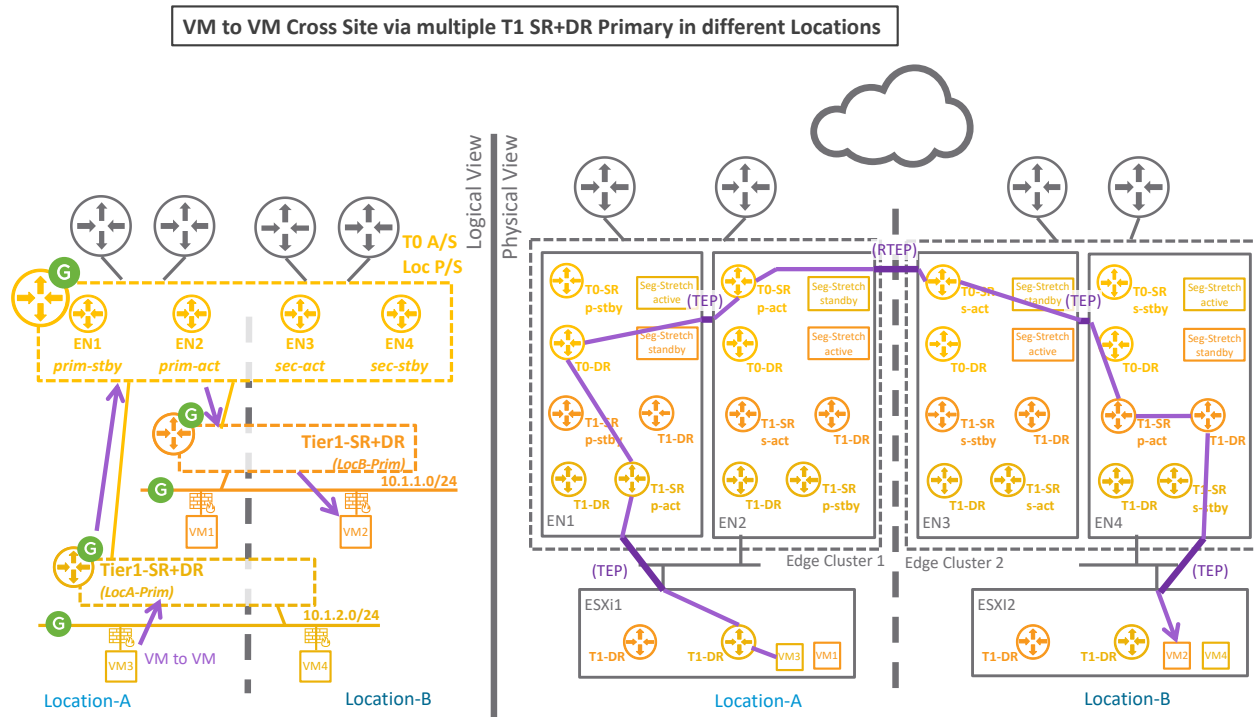 VM to VM Cross Site via multiple T1 SR+DR Primary in different Locations
Logical View
Physical View
T0 A/S
Loc P/S
G
EN1
prim-stby
EN2
prim-act
EN3
sec-act
EN4
sec-stby
G
Tier1-SR+DR
(LocB-Prim)
10.1.1.0/24
G
VM1
VM2
G
Tier1-SR+DR
(LocA-Prim)
10.1.2.0/24
G
VM3
VM to VM
VM4
Location-A
Location-B
(RTEP)
T0-SR
p-stby
Seg-Stretch
active
(TEP)
Seg-Stretch
standby
T0-DR
T1-SR
p-stby
T1-DR
T1-DR
T1-SR
p-act
EN1
T0-SR
p-act
Seg-Stretch
standby
Seg-Stretch
active
T0-DR
T1-SR
s-act
T1-DR
T1-DR
T1-SR
p-stby
EN2
Edge Cluster 1
T0-SR
s-act
Seg-Stretch
standby
(TEP)
Seg-Stretch
active
T0-DR
T1-SR
s-stby
T1-DR
T1-DR
T1-SR
s-act
EN3
T0-SR
s-stby
Seg-Stretch
active
Seg-Stretch
standby
T0-DR
T1-SR
p-act
T1-DR
T1-DR
T1-SR
s-stby
EN4
Edge Cluster 2
(TEP)
ESXi1
T1-DR
T1-DR
VM3
VM1
Location-A
(TEP)
ESXI2
T1-DR
T1-DR
VM2
VM4
Location-B